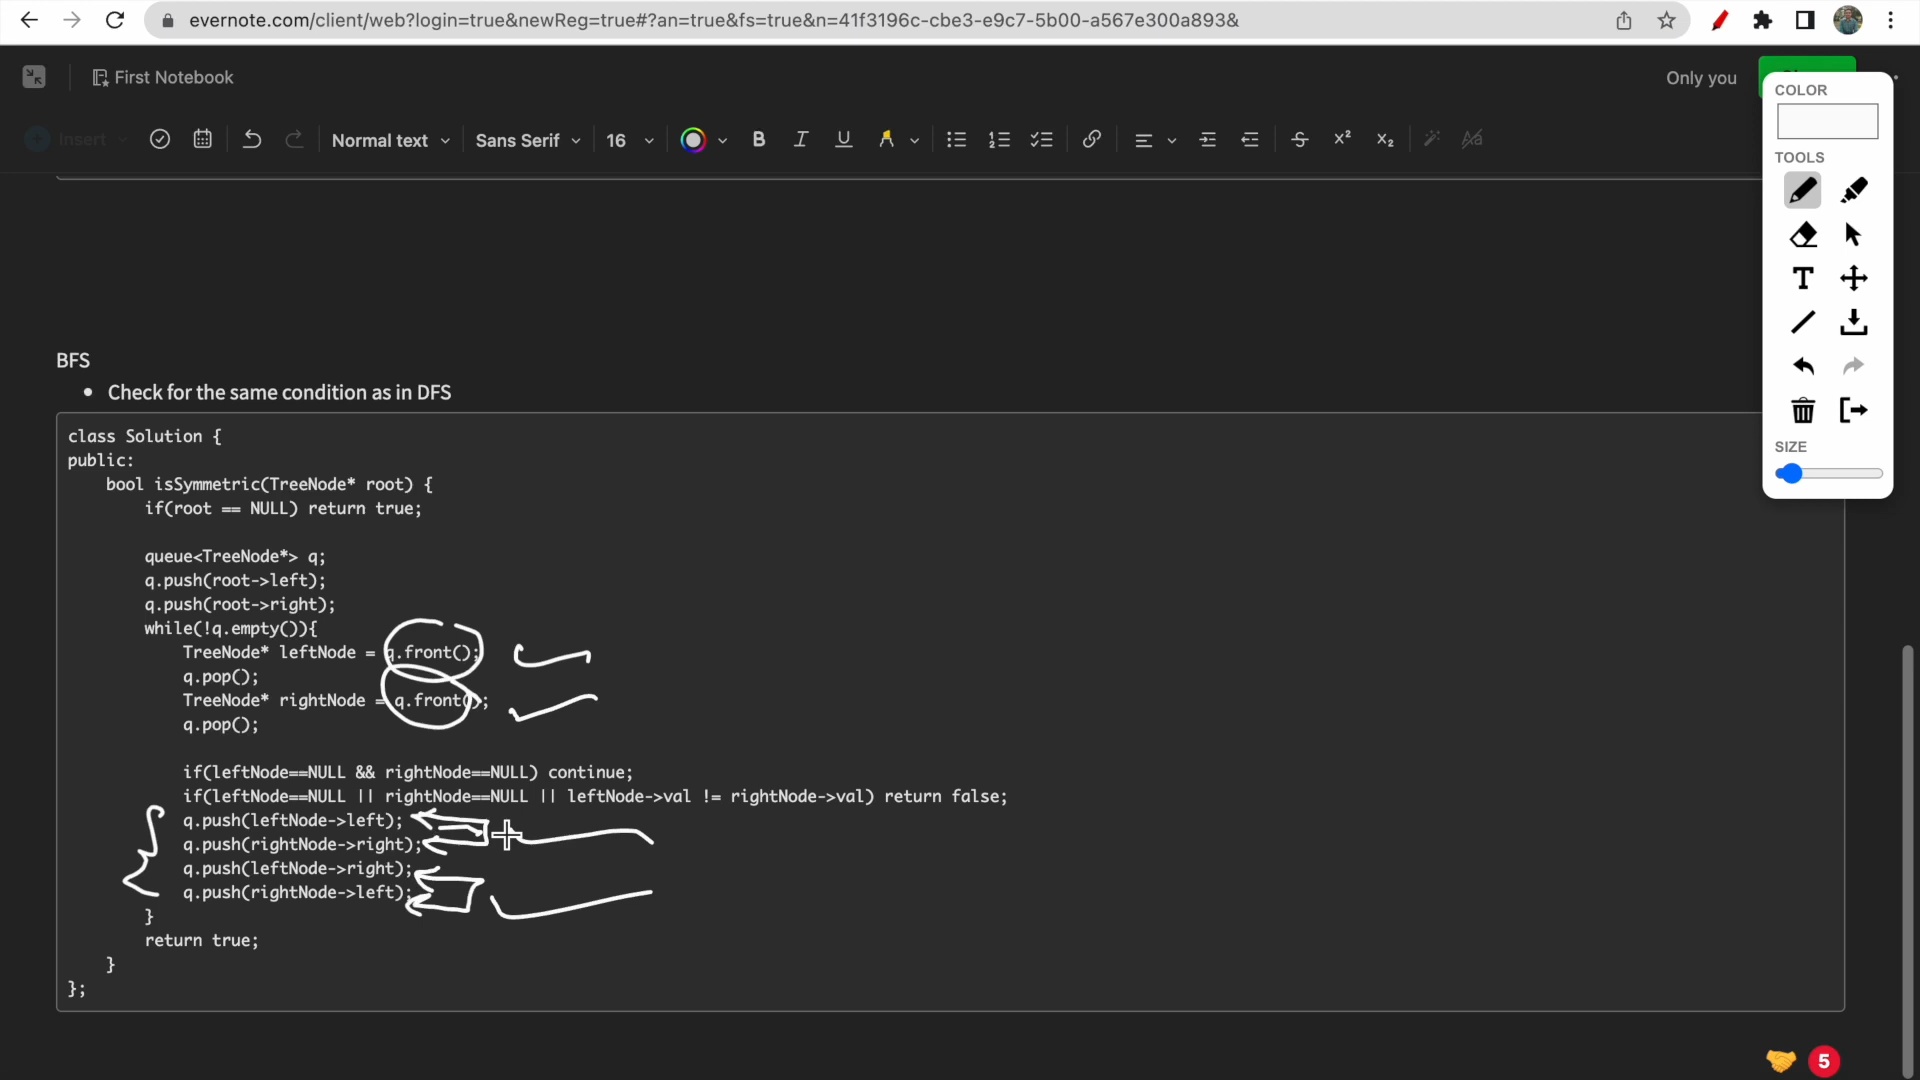 evernote.com/client/web?login=true&newReg=true#?an=true&fs=true&n=41f3196c-cbe3-e9c7-5b00-a567e300a893&
First Notebook
Only you
Insert
Normal text
Sans Serif
16
B I U
COLOR
TOOLS
T
SIZE
BFS
• Check for the same condition as in DFS
class Solution {
public:
    bool isSymmetric(TreeNode* root) {
        if(root == NULL) return true;
        queue<TreeNode*> q;
        q.push(root->left);
        q.push(root->right);
        while(!q.empty()){
            TreeNode* leftNode = q.front();
            q.pop();
            TreeNode* rightNode = q.front();
            q.pop();
            if(leftNode==NULL && rightNode==NULL) continue;
            if(leftNode==NULL || rightNode==NULL || leftNode->val != rightNode->val) return false;
            q.push(leftNode->left);
            q.push(rightNode->right);
            q.push(leftNode->right);
            q.push(rightNode->left);
        }
        return true;
    }
};
5